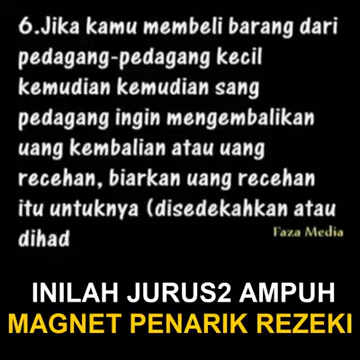 6.Jika kamu membeli barang dari
pedagang-pedagang kecil
kemudian kemudian sang
pedagang ingin mengembalikan
uang kembalian atau uang
recehan, biarkan uang recehan
itu untuknya (disedekahkan atau
dihad
Faza Media
INILAH JURUS2 AMPUH
MAGNET PENARIK REZEKI